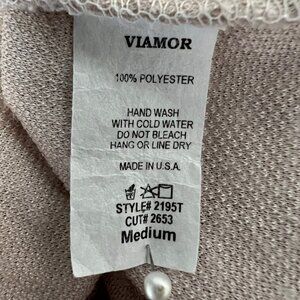 VIAMOR
100% POLYESTER
HAND WASH
WITH COLD WATER
DO NOT BLEACH
HANG OR LINE DRY
MADE IN U.S.A.
STYLE# 2195T
CUT# 2653
Medium